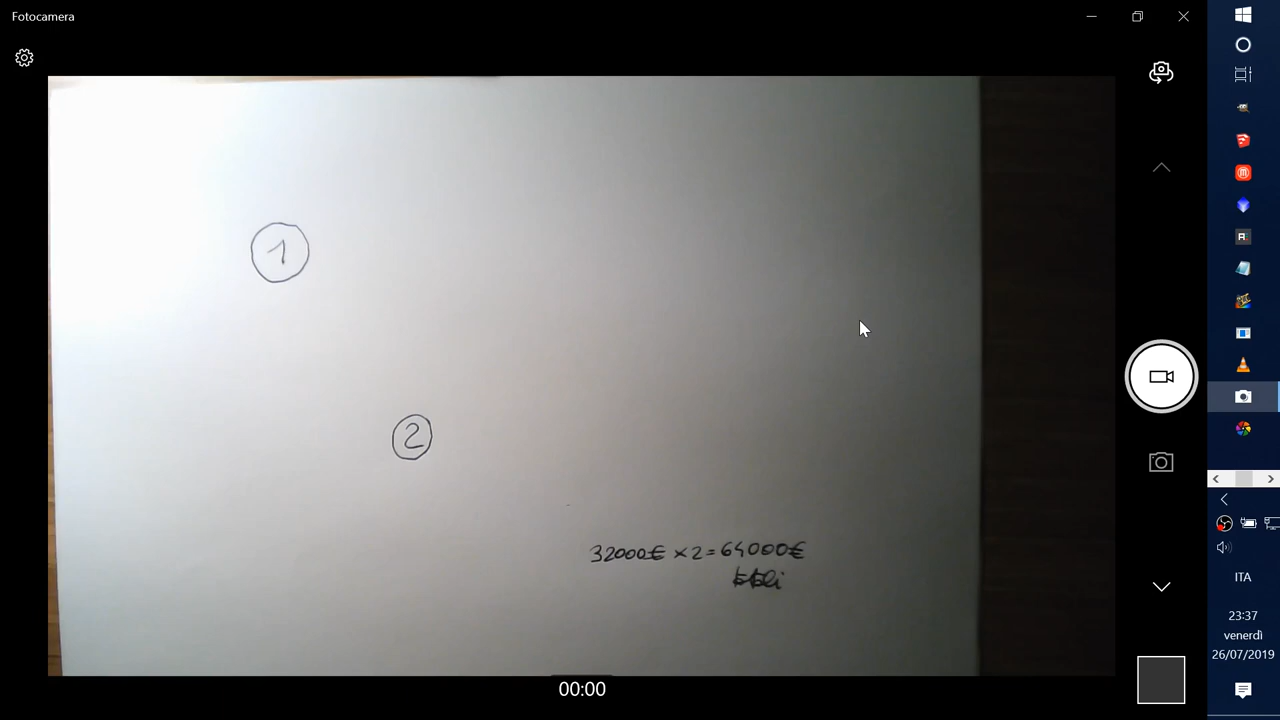 Fotocamera
1
2
32000€ x 2 = 64000€
00:00
ITA
23:37
venerdì
26/07/2019